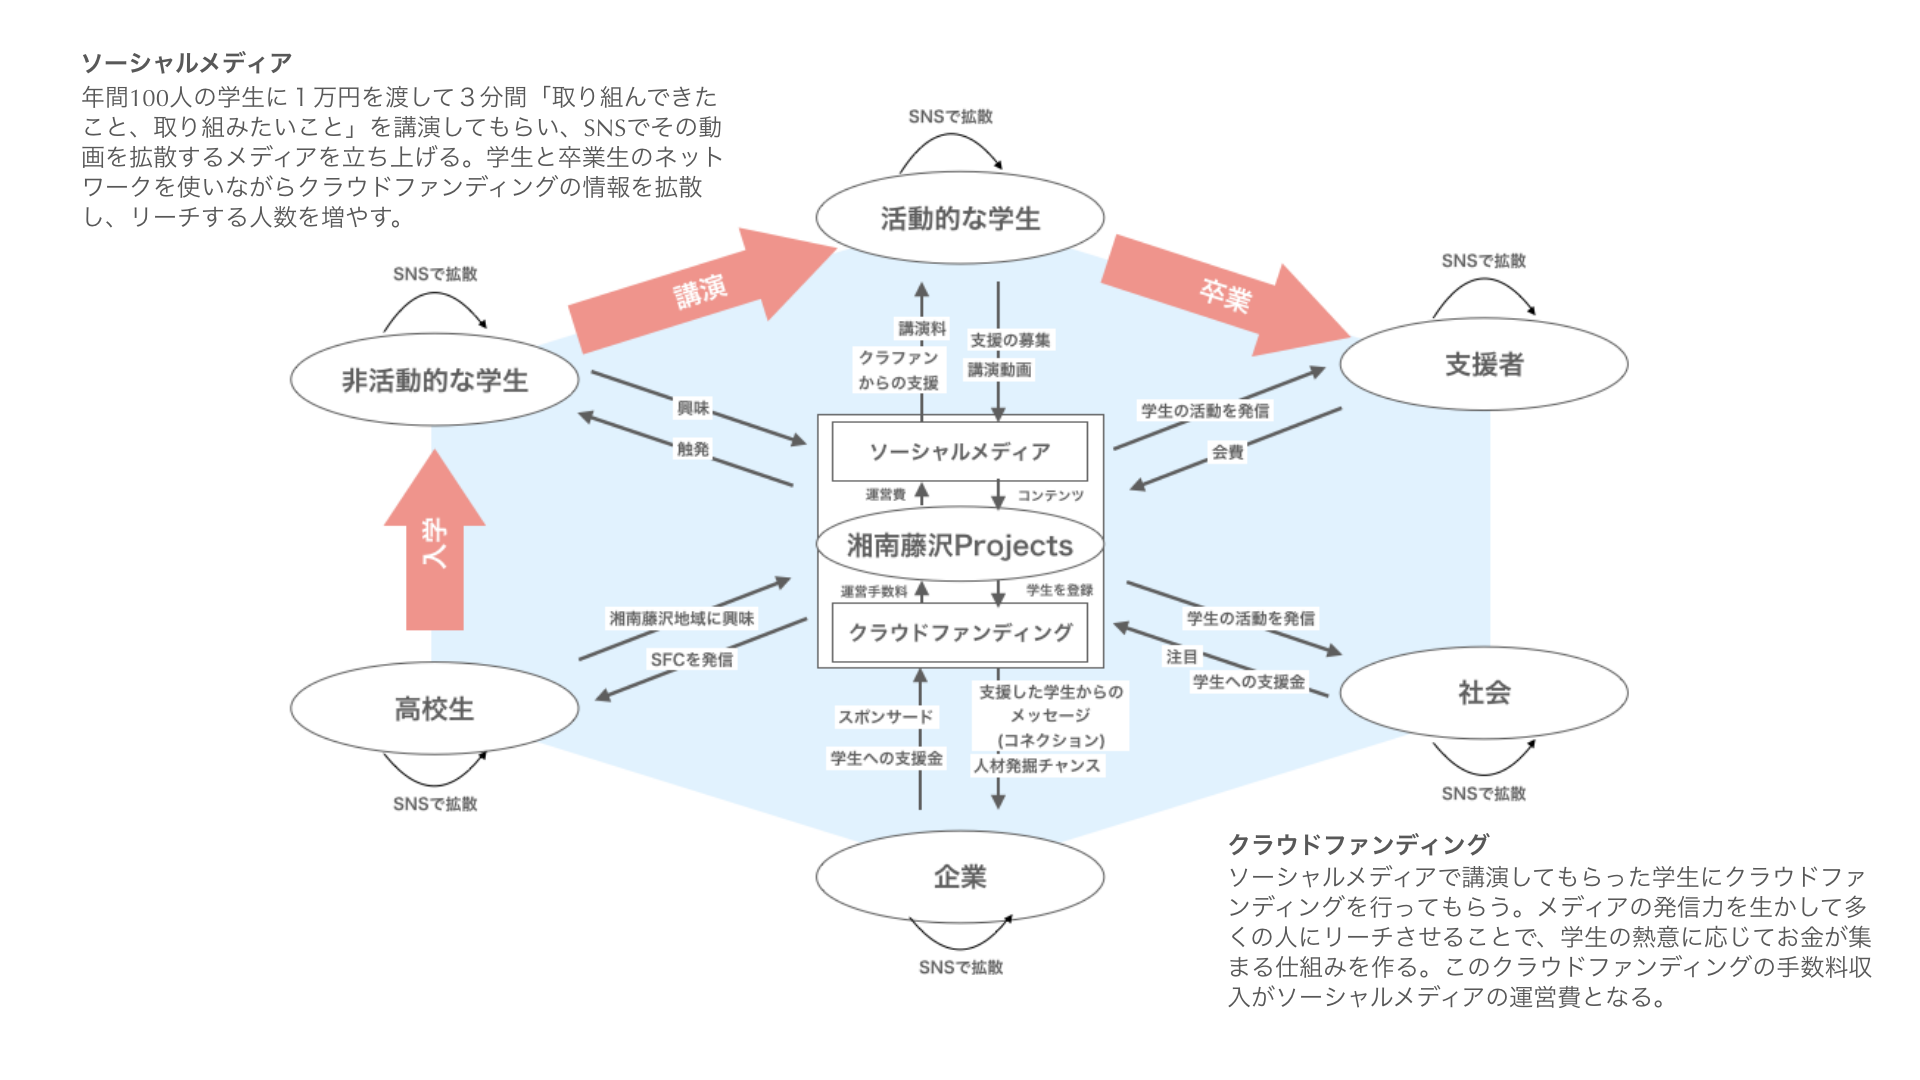 ソーシャルメディア
年間100人の学生に１万円を渡して３分間「取り組んできた
こと、取り組みたいこと」を講演してもらい、SNSでその動
画を拡散するメディアを立ち上げる。学生と卒業生のネット
ワークを使いながらクラウドファンディングの情報を拡散
し、リーチする人数を増やす。
SNSで拡散
活動的な学生
講演
卒業
SNSで拡散
非活動的な学生
SNSで拡散
支援者
講演料
クラファン
からの支援
支援の募集
講演動画
興味
触発
学生の活動を発信
会費
ソーシャルメディア
運営費
コンテンツ
湘南藤沢Projects
運営手数料
学生を登録
クラウドファンディング
入学
湘南藤沢地域に興味
SFCを発信
学生の活動を発信
注目
学生への支援金
高校生
SNSで拡散
社会
SNSで拡散
スポンサード
学生への支援金
支援した学生からの
メッセージ
(コネクション)
人材発掘チャンス
企業
SNSで拡散
クラウドファンディング
ソーシャルメディアで講演してもらった学生にクラウドファ
ンディングを行ってもらう。メディアの発信力を生かして多
くの人にリーチさせることで、学生の熱意に応じてお金が集
まる仕組みを作る。このクラウドファンディングの手数料収
入がソーシャルメディアの運営費となる。